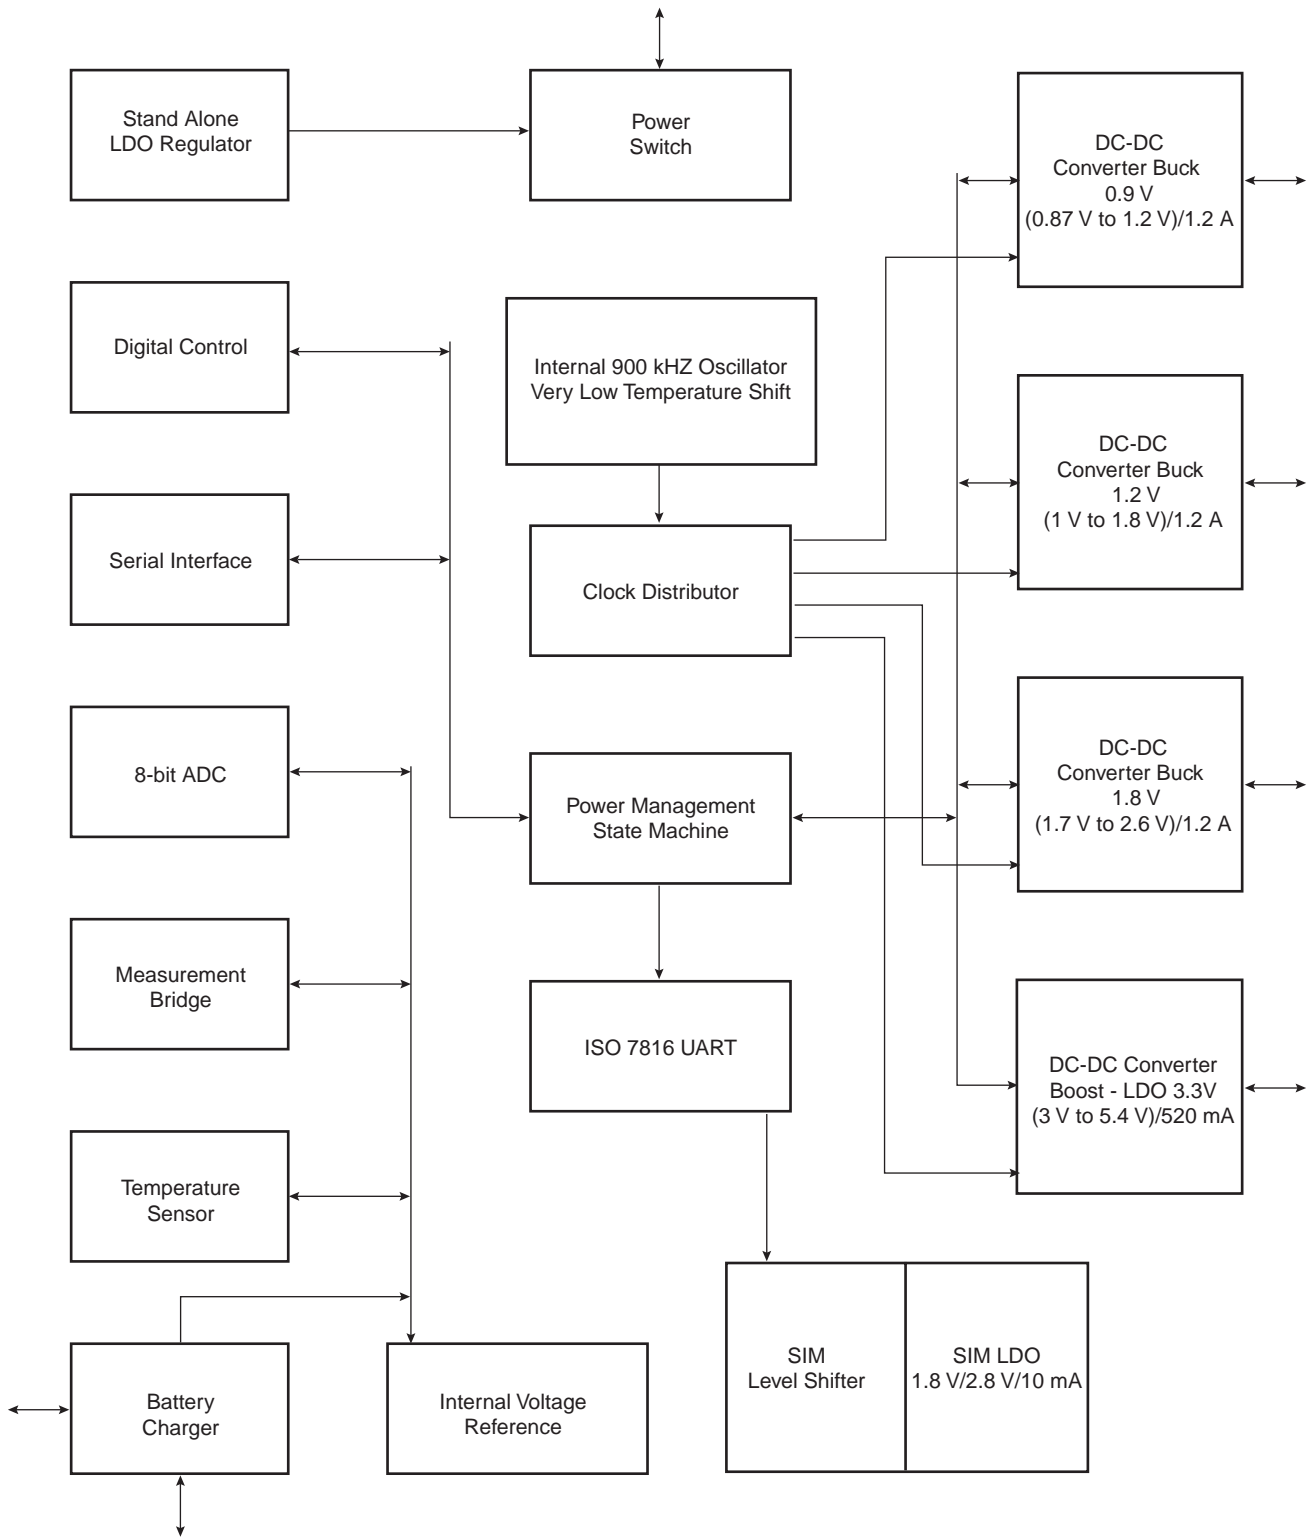 Stand Alone
LDO Regulator
Power
Switch
DC-DC
Converter Buck
0.9 V
(0.87 V to 1.2 V)/1.2 A
Digital Control
Internal 900 kHZ Oscillator
Very Low Temperature Shift
DC-DC
Converter Buck
1.2 V
(1 V to 1.8 V)/1.2 A
Serial Interface
Clock Distributor
8-bit ADC
Power Management
State Machine
DC-DC
Converter Buck
1.8 V
(1.7 V to 2.6 V)/1.2 A
Measurement
Bridge
ISO 7816 UART
DC-DC Converter
Boost - LDO 3.3V
(3 V to 5.4 V)/520 mA
Temperature
Sensor
Battery
Charger
Internal Voltage
Reference
SIM
Level Shifter
SIM LDO
1.8 V/2.8 V/10 mA